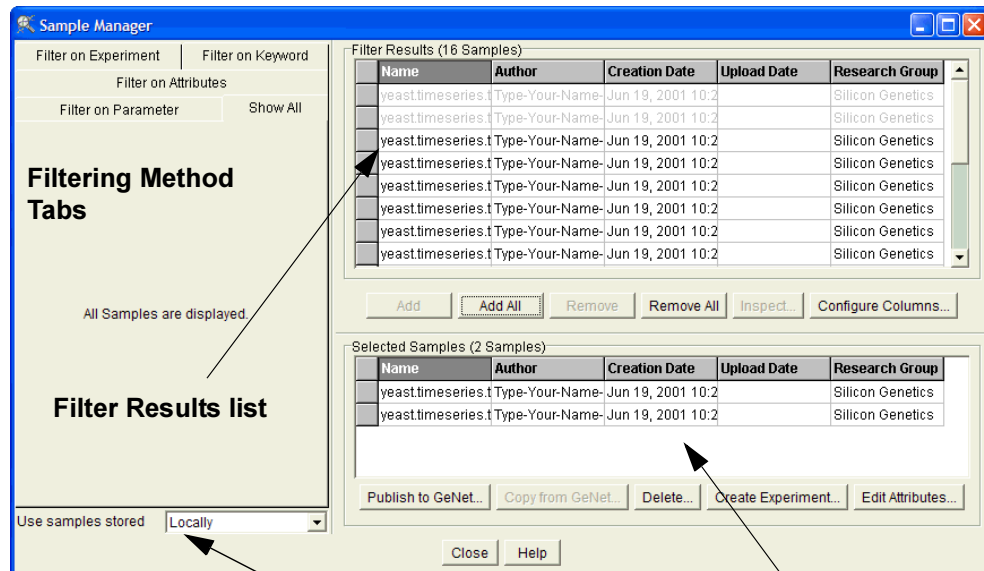 Sample Manager
Filter on Experiment Filter on Keyword
Filter on Attributes
Filter on Parameter Show All
Filtering Method
Tabs
All Samples are displayed.
Filter Results list
Use samples stored Locally
Filter Results (16 Samples)
Name Author Creation Date Upload Date Research Group
yeast.timeseries.t Type-Your-Name- Jun 19, 2001 10:2 Silicon Genetics
yeast.timeseries.t Type-Your-Name- Jun 19, 2001 10:2 Silicon Genetics
yeast.timeseries.t Type-Your-Name- Jun 19, 2001 10:2 Silicon Genetics
yeast.timeseries.t Type-Your-Name- Jun 19, 2001 10:2 Silicon Genetics
yeast.timeseries.t Type-Your-Name- Jun 19, 2001 10:2 Silicon Genetics
yeast.timeseries.t Type-Your-Name- Jun 19, 2001 10:2 Silicon Genetics
yeast.timeseries.t Type-Your-Name- Jun 19, 2001 10:2 Silicon Genetics
yeast.timeseries.t Type-Your-Name- Jun 19, 2001 10:2 Silicon Genetics
Add Add All Remove Remove All Inspect... Configure Columns...
Selected Samples (2 Samples)
Name Author Creation Date Upload Date Research Group
yeast.timeseries.t Type-Your-Name- Jun 19, 2001 10:2 Silicon Genetics
yeast.timeseries.t Type-Your-Name- Jun 19, 2001 10:2 Silicon Genetics
Publish to GeNet... Copy from GeNet... Delete... Create Experiment... Edit Attributes...
Close Help